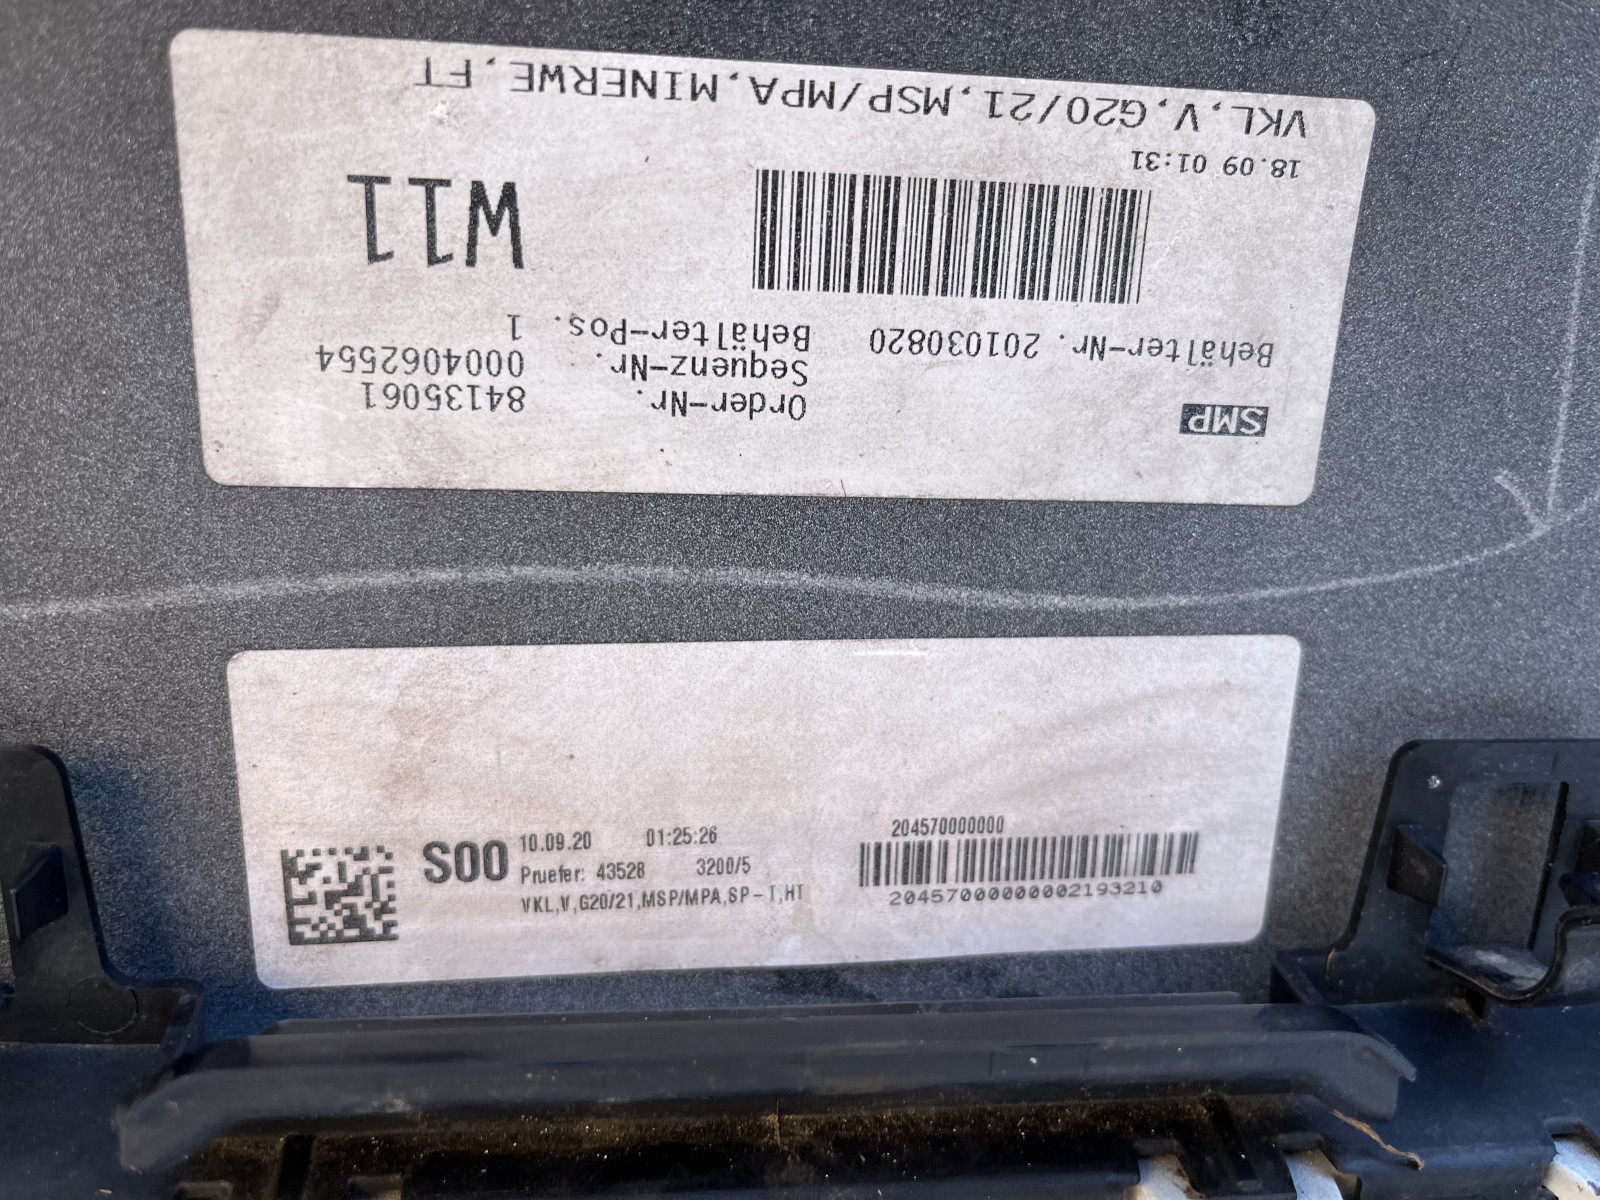 SMP
Order-Nr. 84135061
Sequenz-Nr. 0004062554
Behälter-Nr. 201030820 Behälter-Pos. 1
W11
18.09 01:31
VKL,V,G20/21,MSP/MPA,MINERWE,FT
S00
10.09.20 01:25:26
Pruefer: 43528 3200/5
VKL,V,G20/21,MSP/MPA,SP-T,HT
204570000000
2045700000000002193210